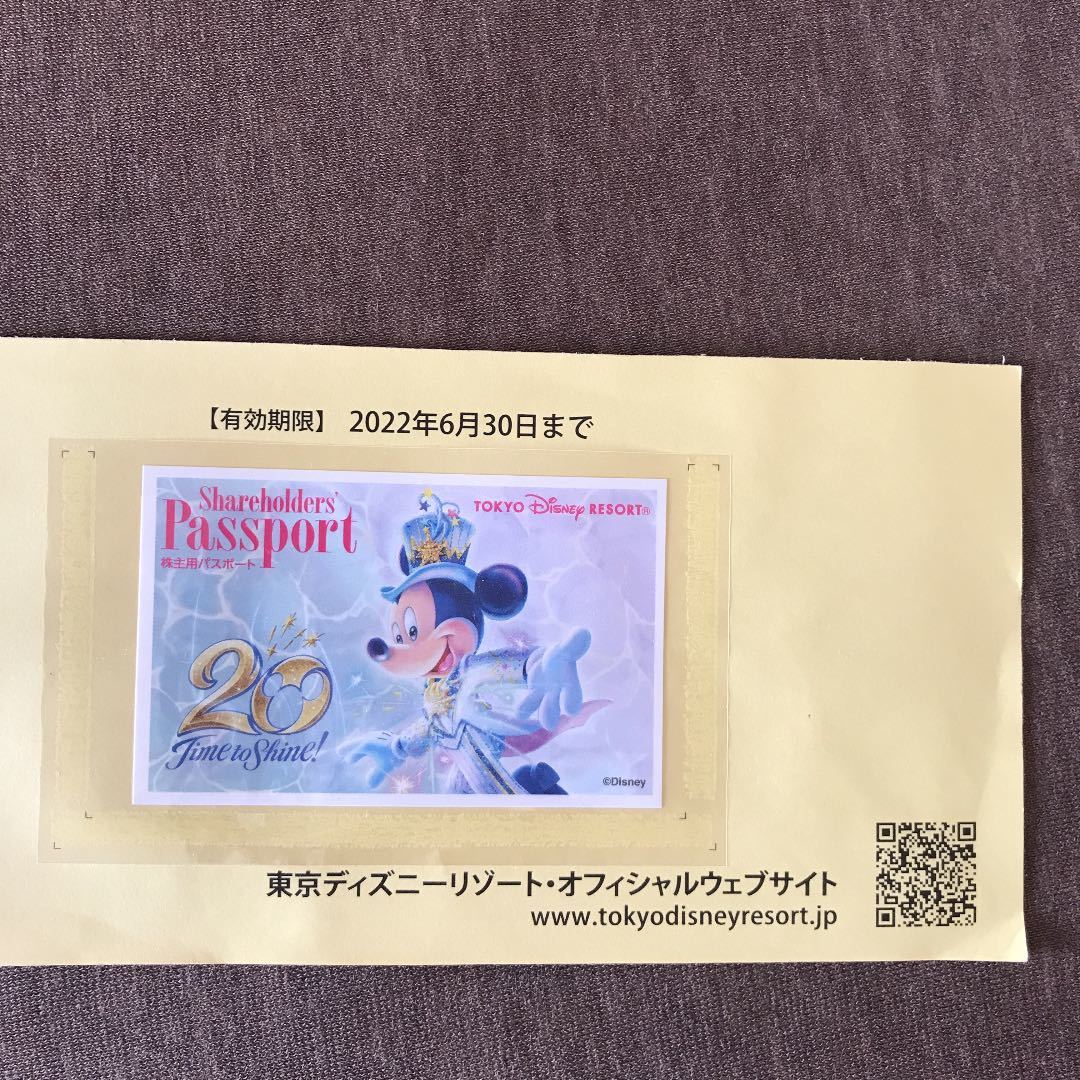 【有効期限】 2022年6月30日まで
Shareholders'
Passport
株主用パスポート
TOKYO Disney RESORT®
20
Time to Shine!
©Disney
東京ディズニーリゾート・オフィシャルウェブサイト
www.tokyodisneyresort.jp